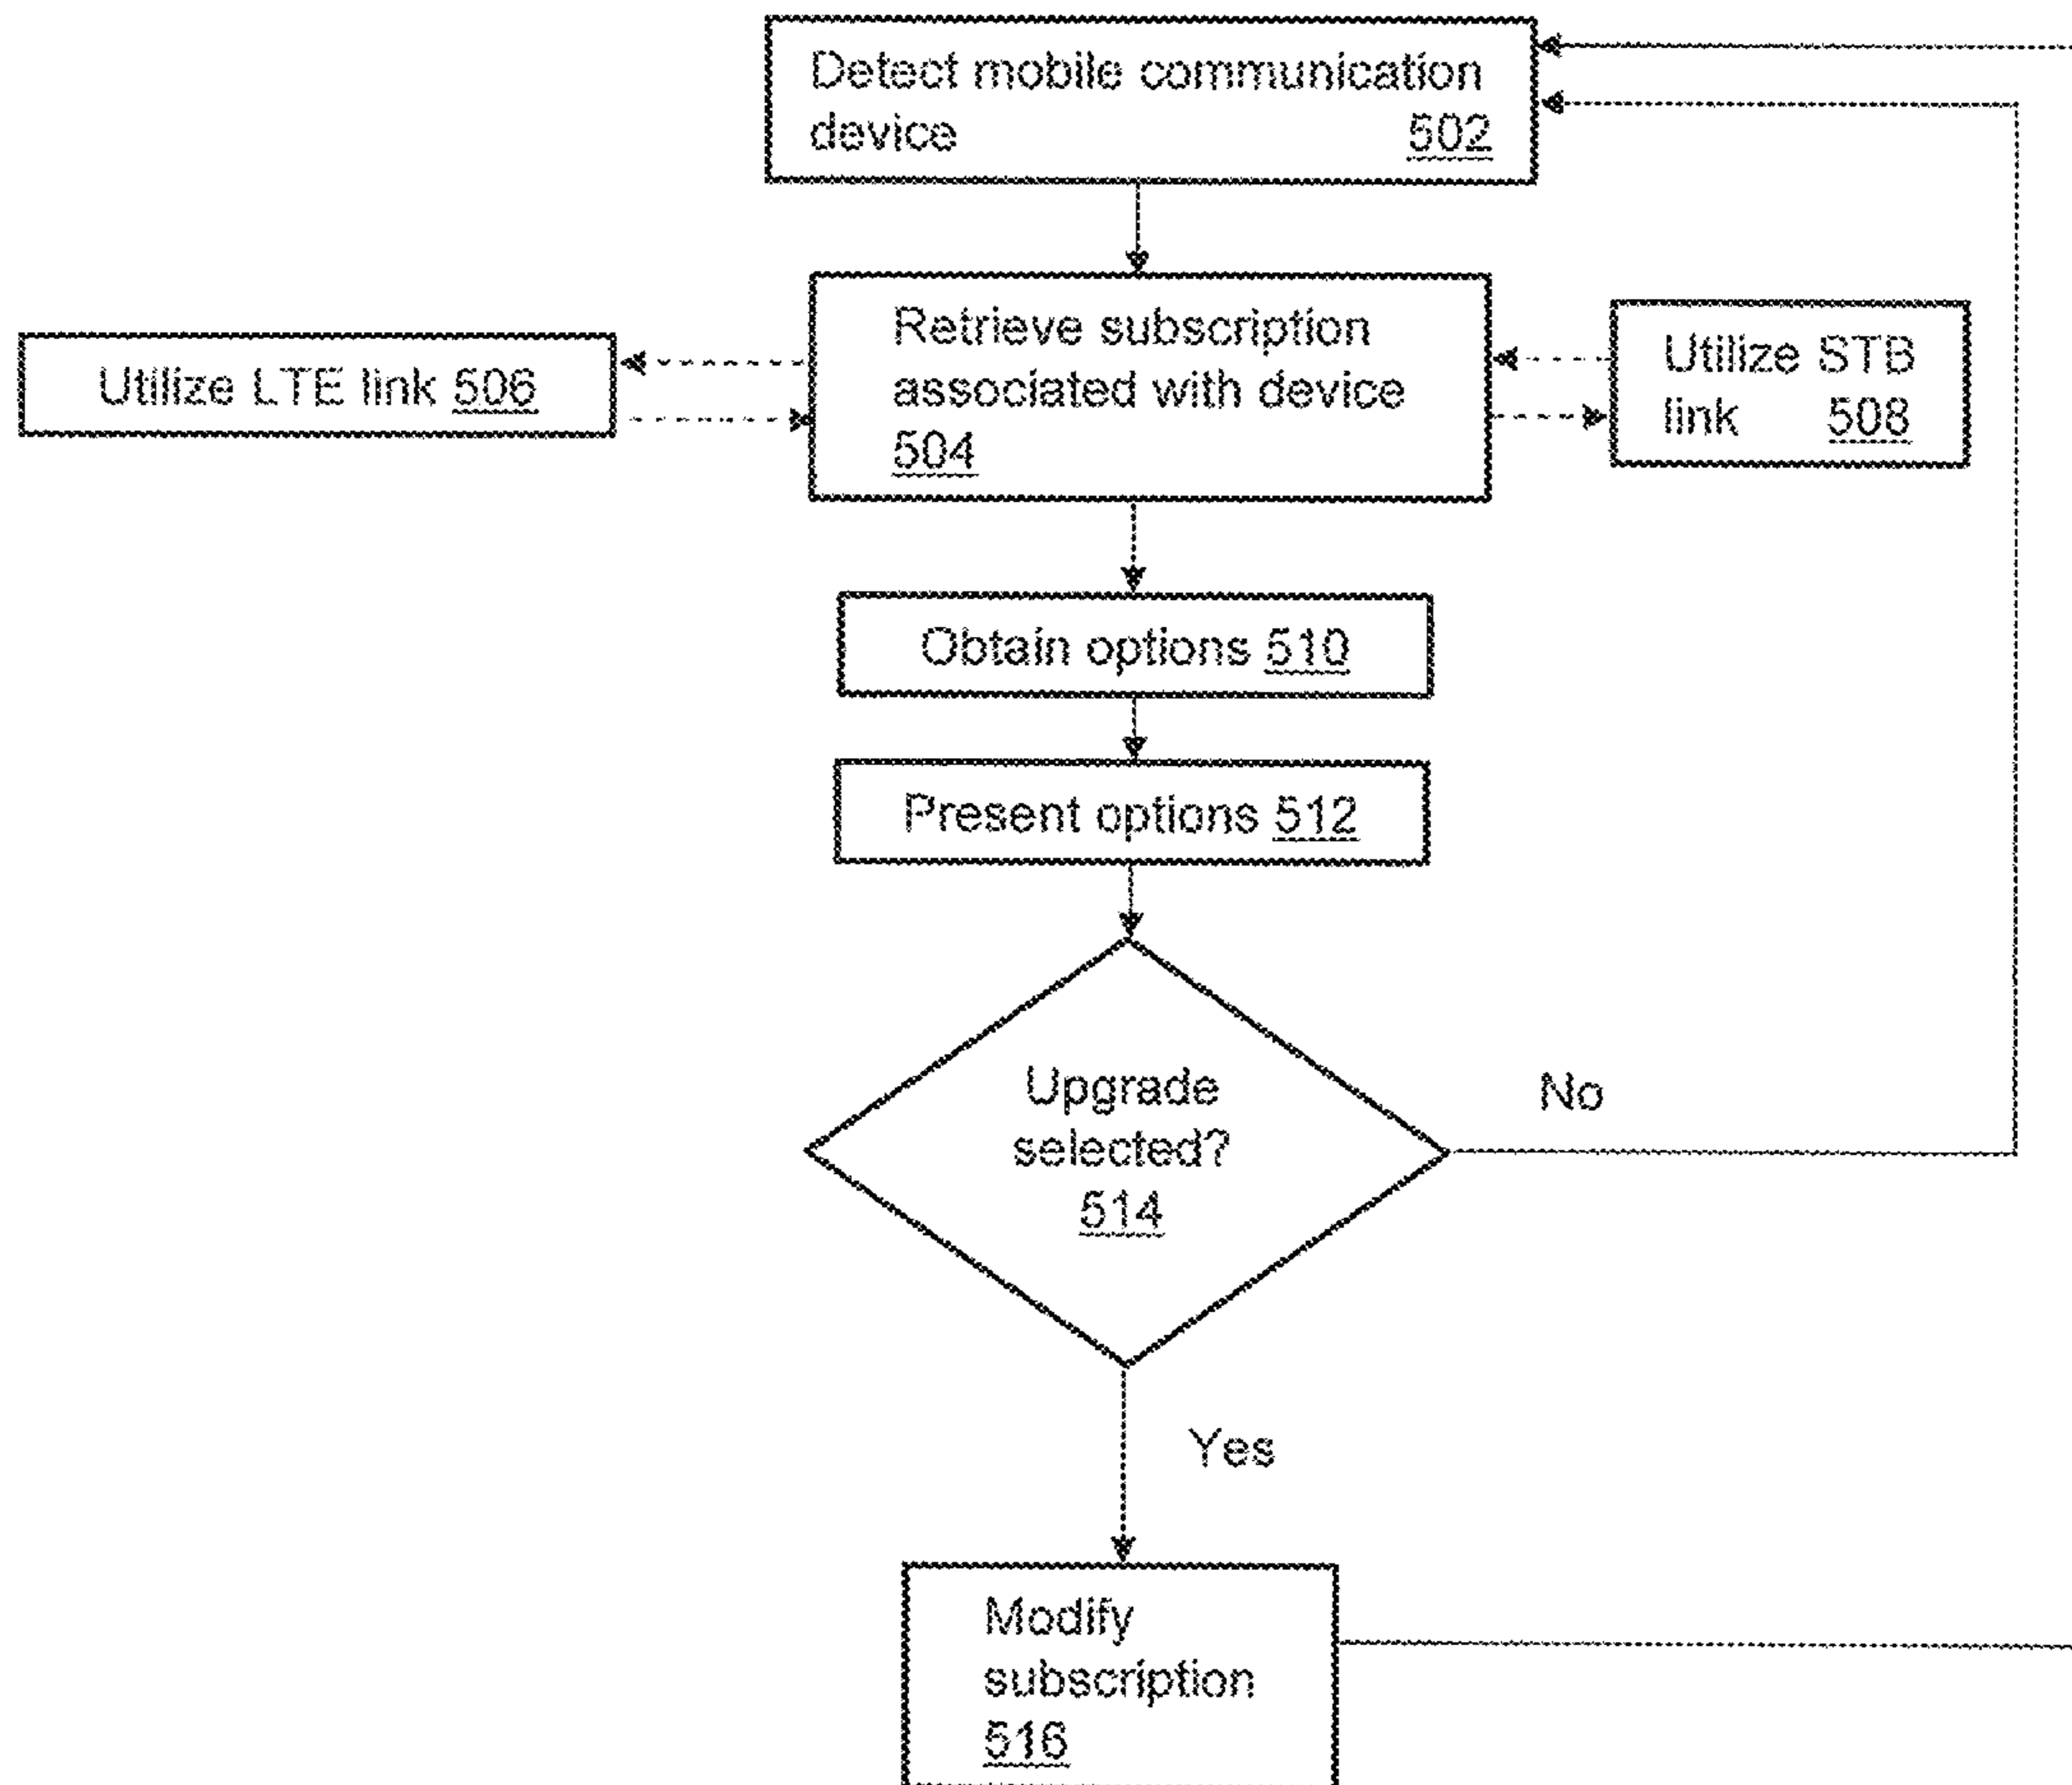 Detect mobile communication
device 502
Retrieve subscription
associated with device
504
Utilize LTE link 506
Utilize STB
link 508
Obtain options 510
Present options 512
Upgrade
selected?
514
No
Yes
Modify
subscription
516